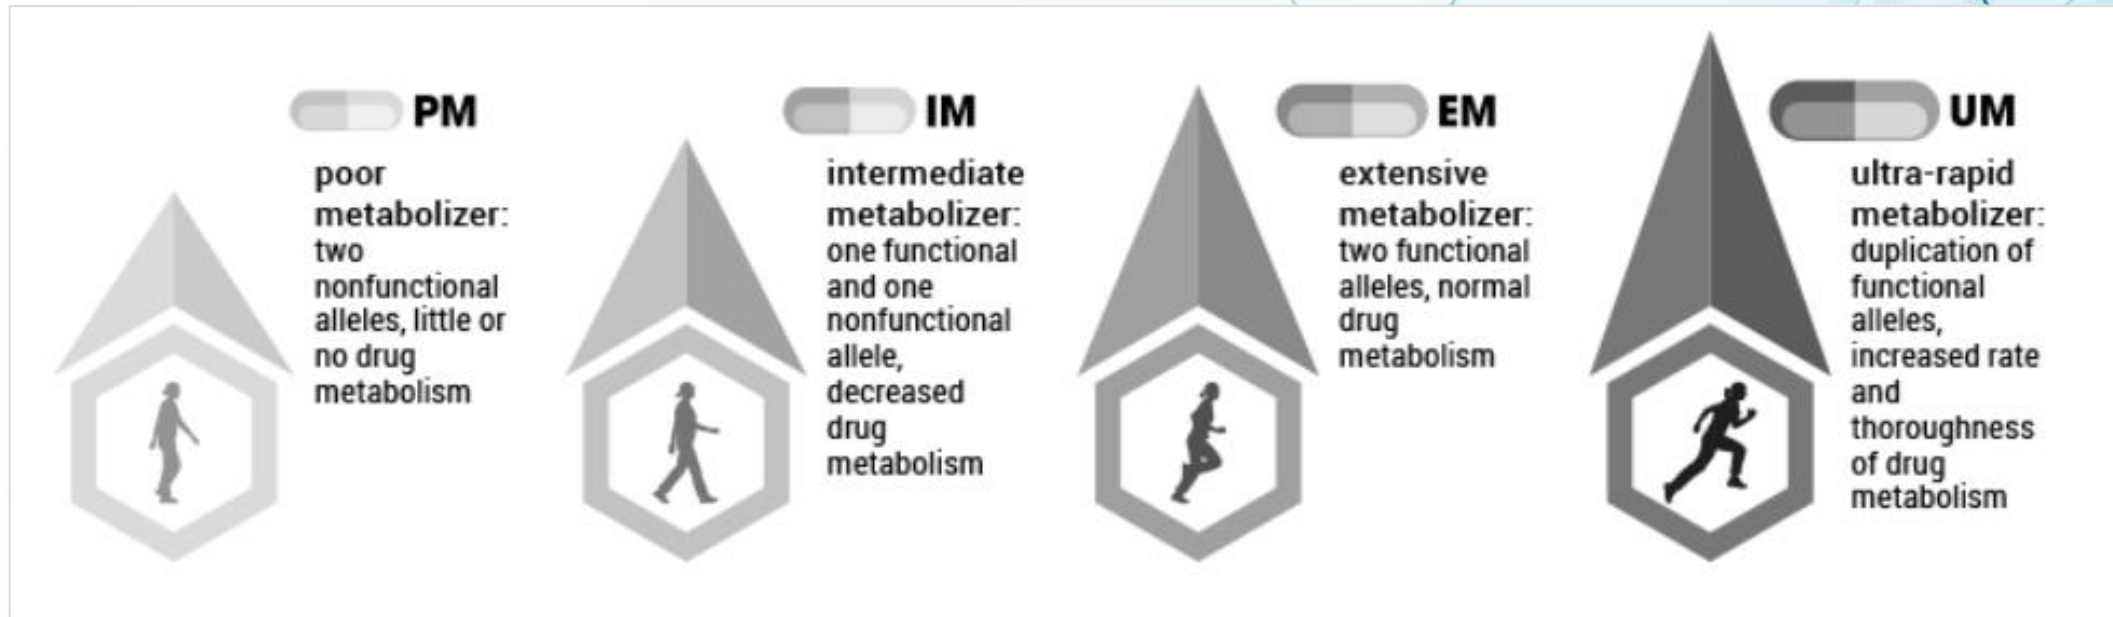 PM
poor
metabolizer:
two
nonfunctional
alleles, little or
no drug
metabolism
IM
intermediate
metabolizer:
one functional
and one
nonfunctional
allele,
decreased
drug
metabolism
EM
extensive
metabolizer:
two functional
alleles, normal
drug
metabolism
UM
ultra-rapid
metabolizer:
duplication of
functional
alleles,
increased rate
and
thoroughness
of drug
metabolism